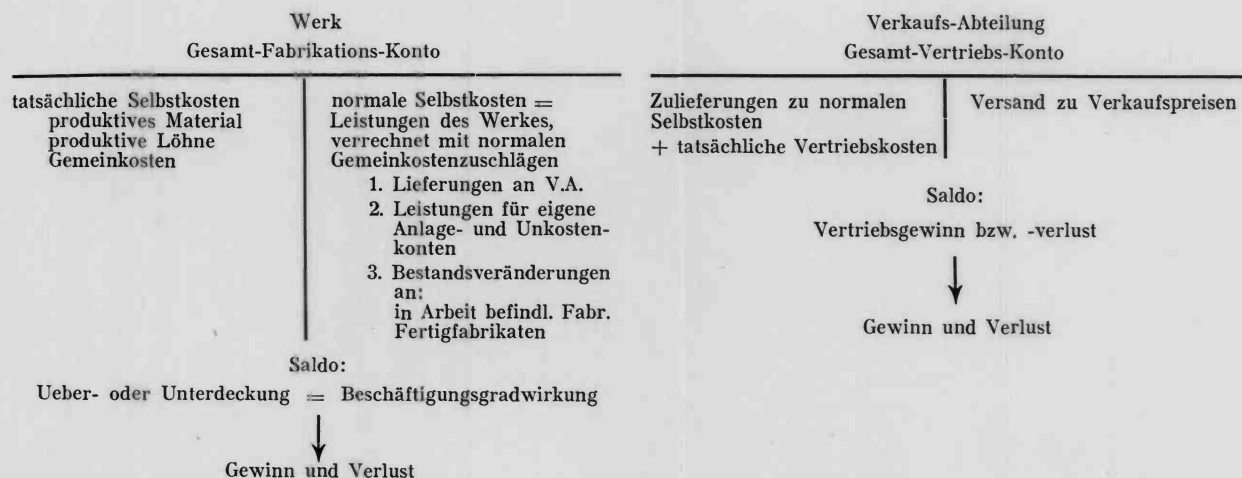 Werk
Gesamt-Fabrikations-Konto
tatsächliche Selbstkosten
produktives Material
produktive Löhne
Gemeinkosten
normale Selbstkosten =
Leistungen des Werkes,
verrechnet mit normalen
Gemeinkostenzuschlägen
1. Lieferungen an V.A.
2. Leistungen für eigene
Anlage- und Unkosten-
konten
3. Bestandsveränderungen
an:
in Arbeit befindl. Fabr.
Fertigfabrikaten
Saldo:
Ueber- oder Unterdeckung = Beschäftigungsgradwirkung
Gewinn und Verlust
Verkaufs-Abteilung
Gesamt-Vertriebs-Konto
Zulieferungen zu normalen
Selbstkosten
+ tatsächliche Vertriebskosten
Versand zu Verkaufspreisen
Saldo:
Vertriebsgewinn bzw. -verlust
Gewinn und Verlust